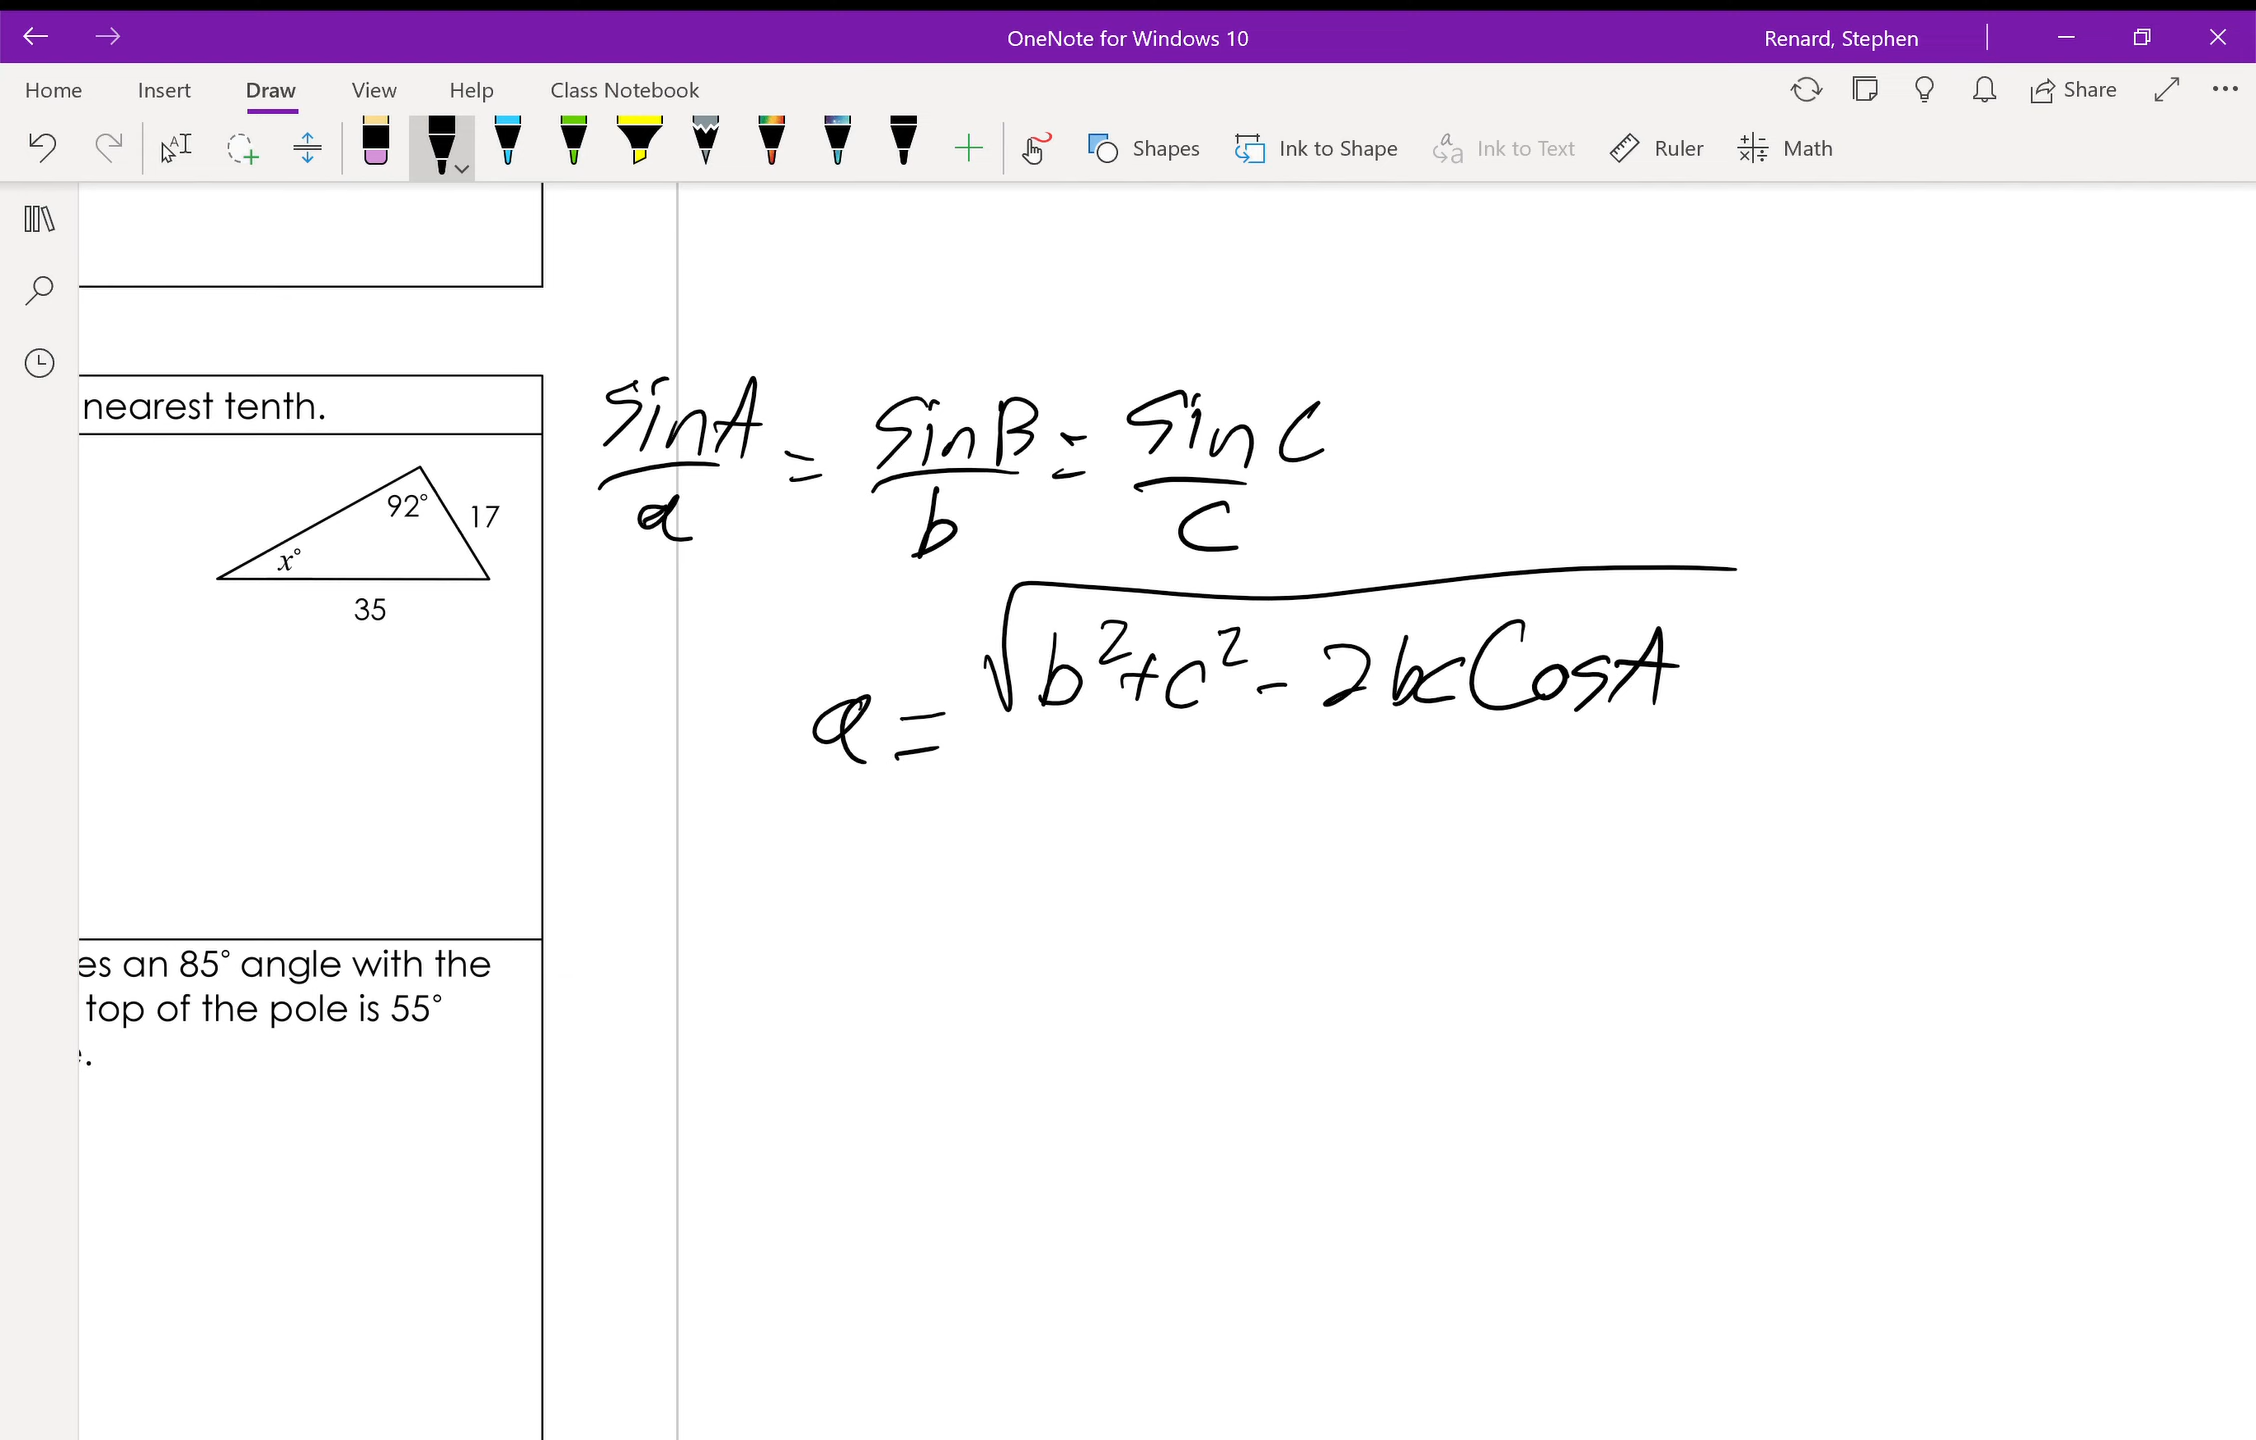 OneNote for Windows 10
Renard, Stephen
Home Insert Draw View Help Class Notebook
Share
Shapes Ink to Shape Ink to Text Ruler Math
nearest tenth.
92°
17
x°
35
sinA/a = sinB/b = sinC/c
a = √b²+c² - 2bcCosA
es an 85° angle with the
top of the pole is 55°
.